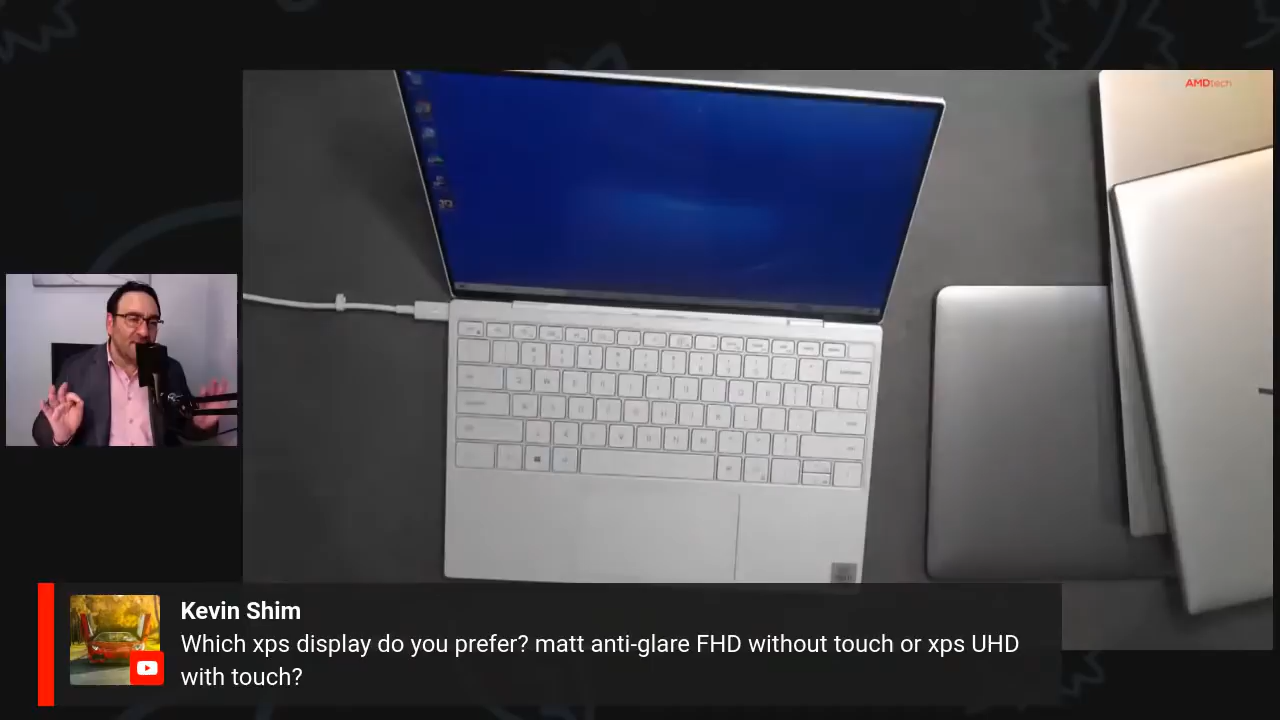 AMDtech
Kevin Shim
Which xps display do you prefer? matt anti-glare FHD without touch or xps UHD
with touch?